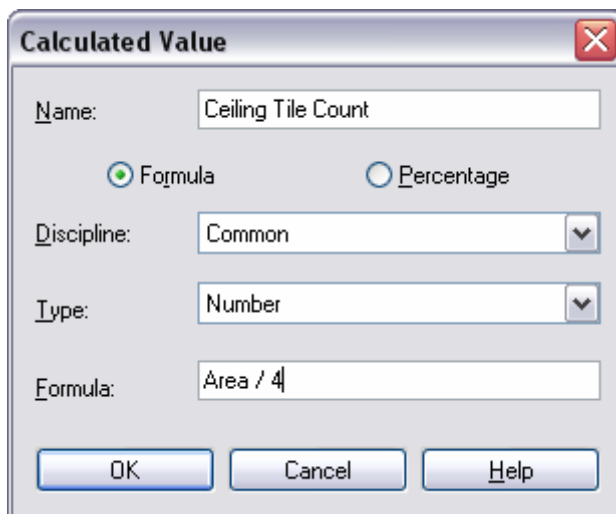 Calculated Value
Name: Ceiling Tile Count
Formula Percentage
Discipline: Common
Type: Number
Formula: Area / 4
OK Cancel Help